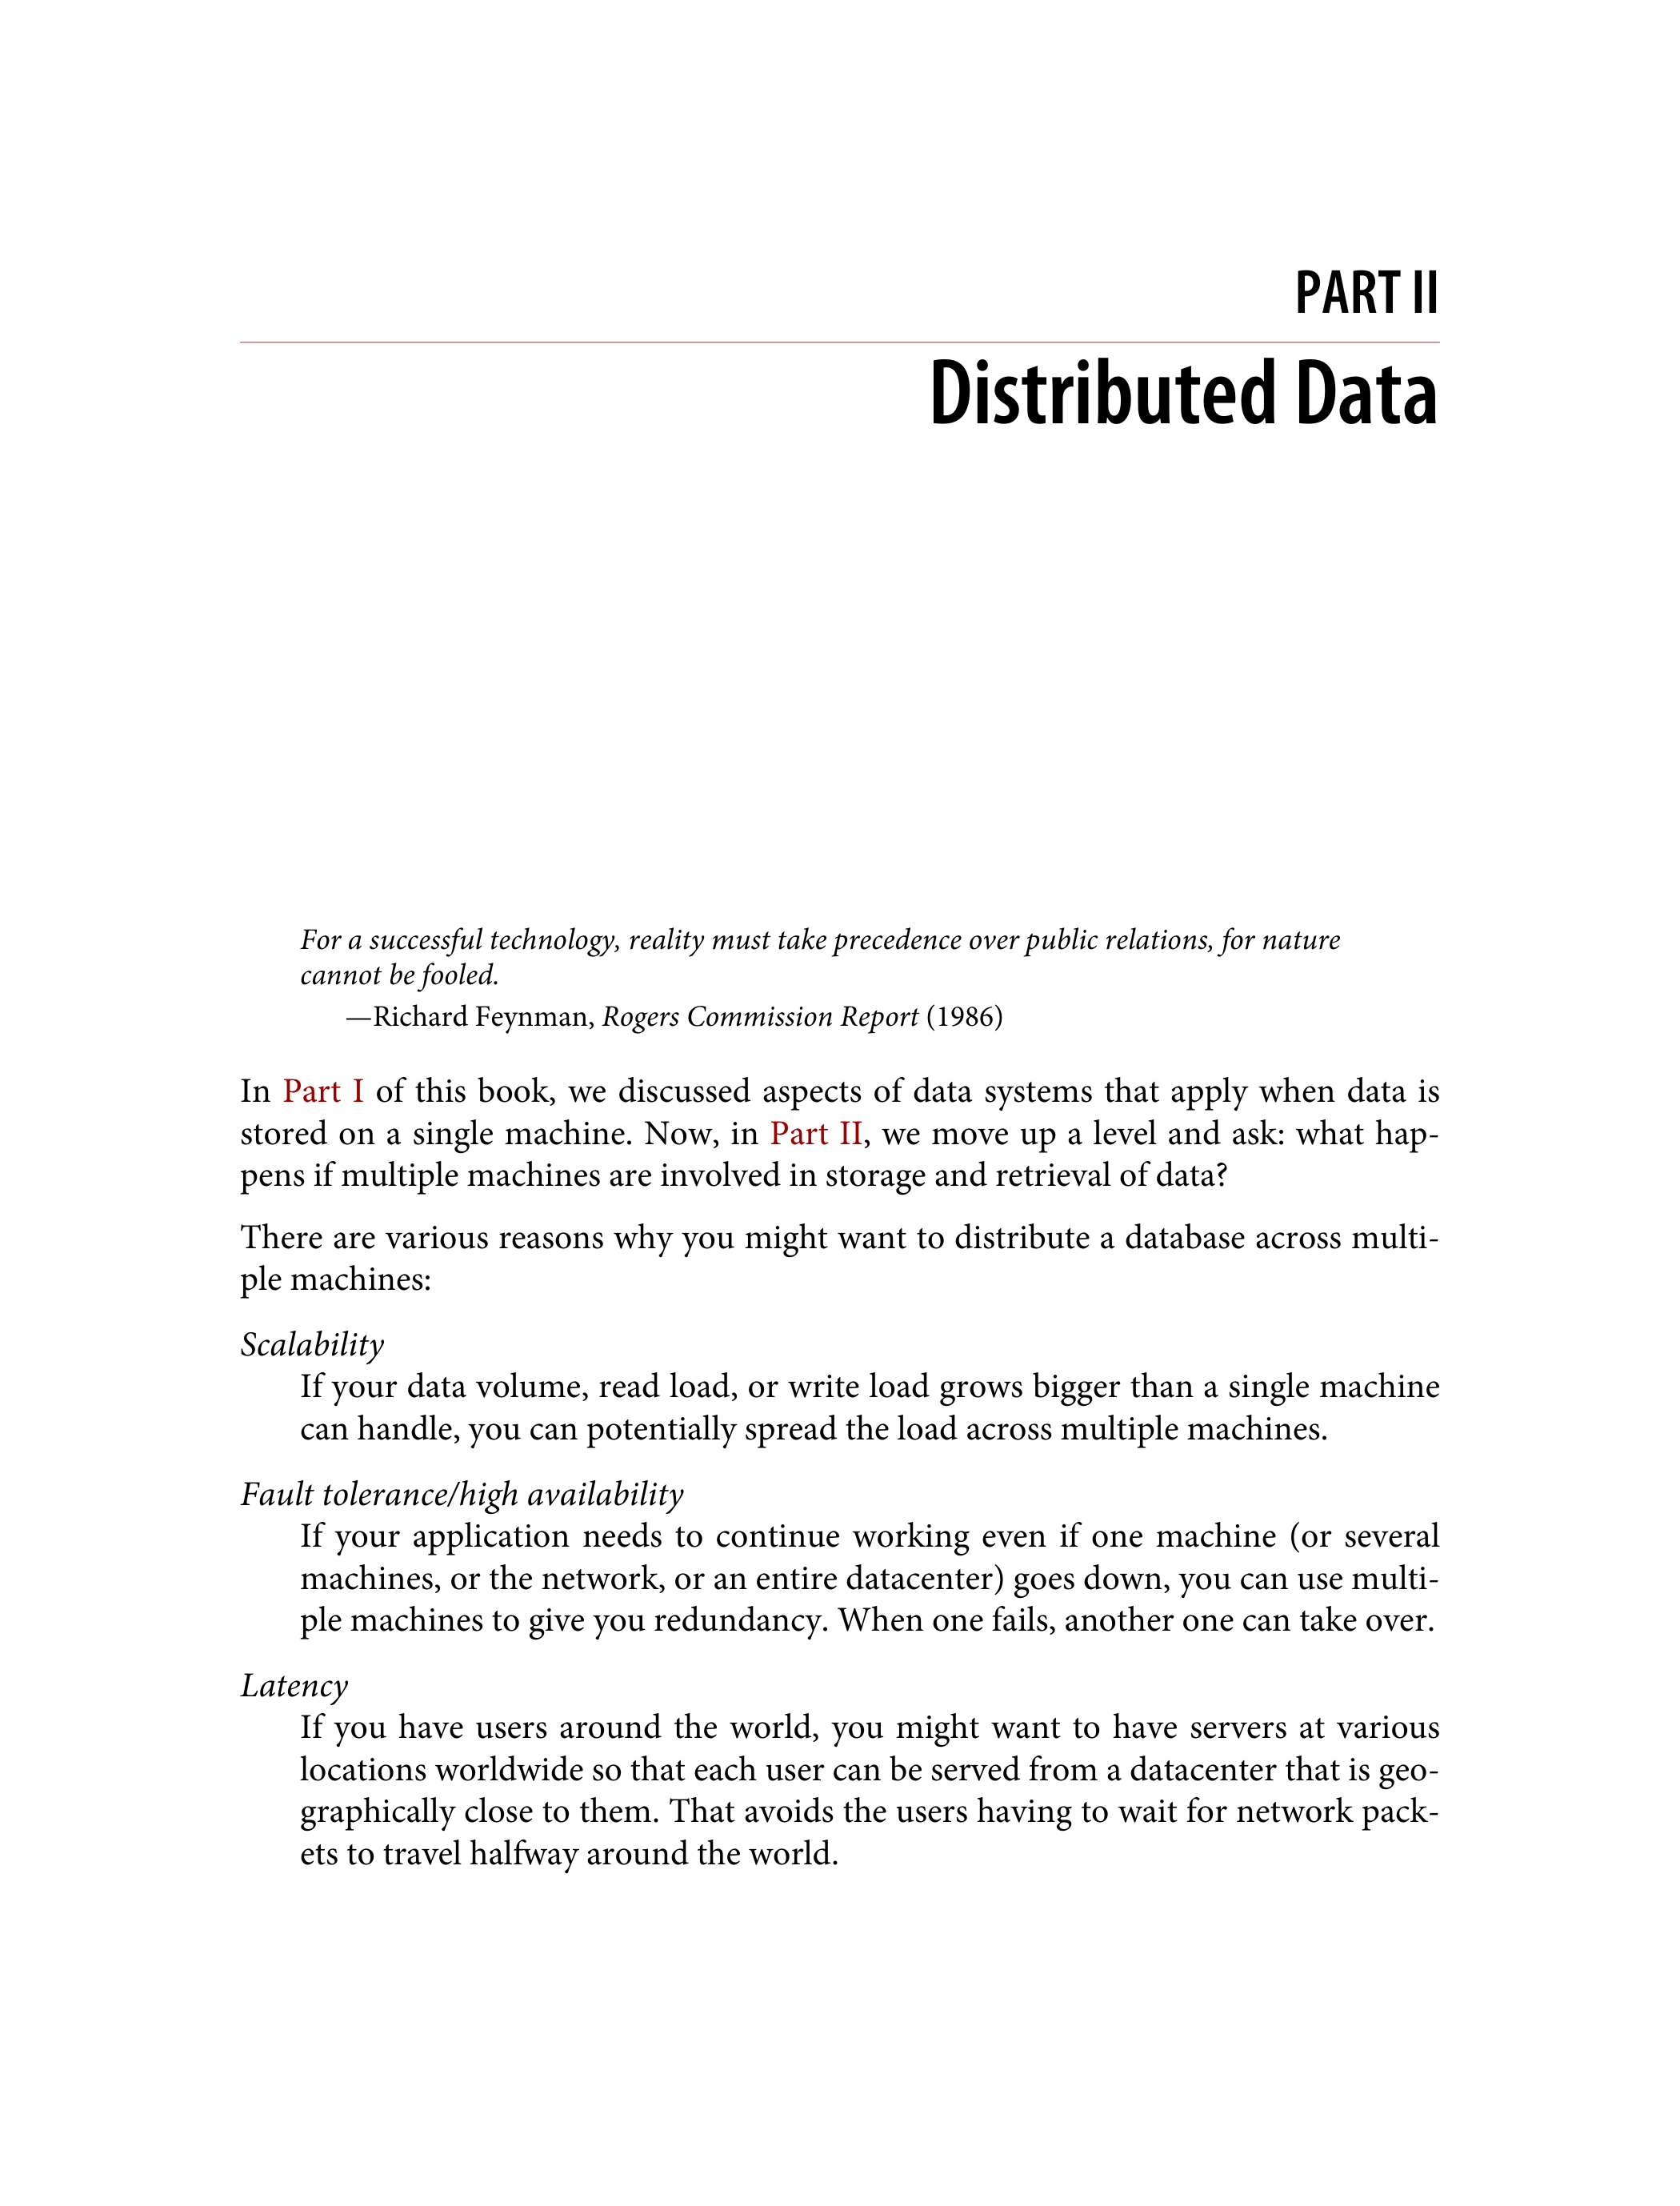 PART II
Distributed Data
For a successful technology, reality must take precedence over public relations, for nature
cannot be fooled.
—Richard Feynman, Rogers Commission Report (1986)
In Part I of this book, we discussed aspects of data systems that apply when data is
stored on a single machine. Now, in Part II, we move up a level and ask: what hap-
pens if multiple machines are involved in storage and retrieval of data?
There are various reasons why you might want to distribute a database across multi-
ple machines:
Scalability
If your data volume, read load, or write load grows bigger than a single machine
can handle, you can potentially spread the load across multiple machines.
Fault tolerance/high availability
If your application needs to continue working even if one machine (or several
machines, or the network, or an entire datacenter) goes down, you can use multi-
ple machines to give you redundancy. When one fails, another one can take over.
Latency
If you have users around the world, you might want to have servers at various
locations worldwide so that each user can be served from a datacenter that is geo-
graphically close to them. That avoids the users having to wait for network pack-
ets to travel halfway around the world.